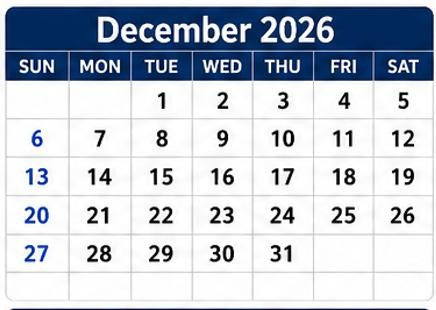 December 2026
SUN MON TUE WED THU FRI SAT
1 2 3 4 5
6 7 8 9 10 11 12
13 14 15 16 17 18 19
20 21 22 23 24 25 26
27 28 29 30 31